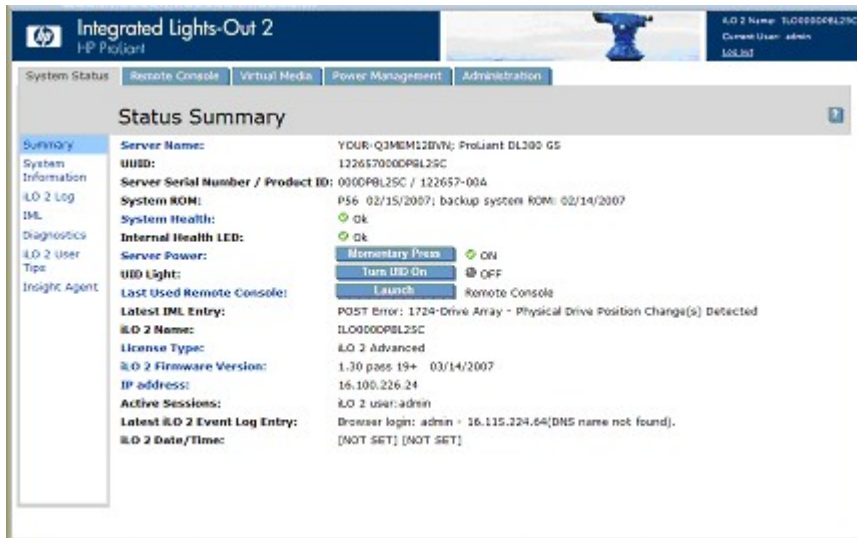 Integrated Lights-Out 2
HP ProLiant
iLO 2 Name: ILO000DP8L2SC
Current User: admin
Log out
System Status
Remote Console
Virtual Media
Power Management
Administration
Status Summary
?
Summary
System Information
iLO 2 Log
IML
Diagnostics
iLO 2 User Tips
Insight Agent
Server Name: YOUR-Q3MEM12BVN; ProLiant DL380 G5
UUID: 122657000DP8L2SC
Server Serial Number / Product ID: 000DP8L2SC / 122657-00A
System ROM: P56 02/15/2007; backup system ROM: 02/14/2007
System Health: Ok
Internal Health LED: Ok
Server Power: Momentary Press ON
UID Light: Turn UID On OFF
Last Used Remote Console: Launch Remote Console
Latest IML Entry: POST Error: 1724-Drive Array - Physical Drive Position Change(s) Detected
iLO 2 Name: ILO000DP8L2SC
License Type: iLO 2 Advanced
iLO 2 Firmware Version: 1.30 pass 19+ 03/14/2007
IP address: 16.100.226.24
Active Sessions: iLO 2 user:admin
Latest iLO 2 Event Log Entry: Browser login: admin - 16.115.224.64(DNS name not found).
iLO 2 Date/Time: [NOT SET] [NOT SET]